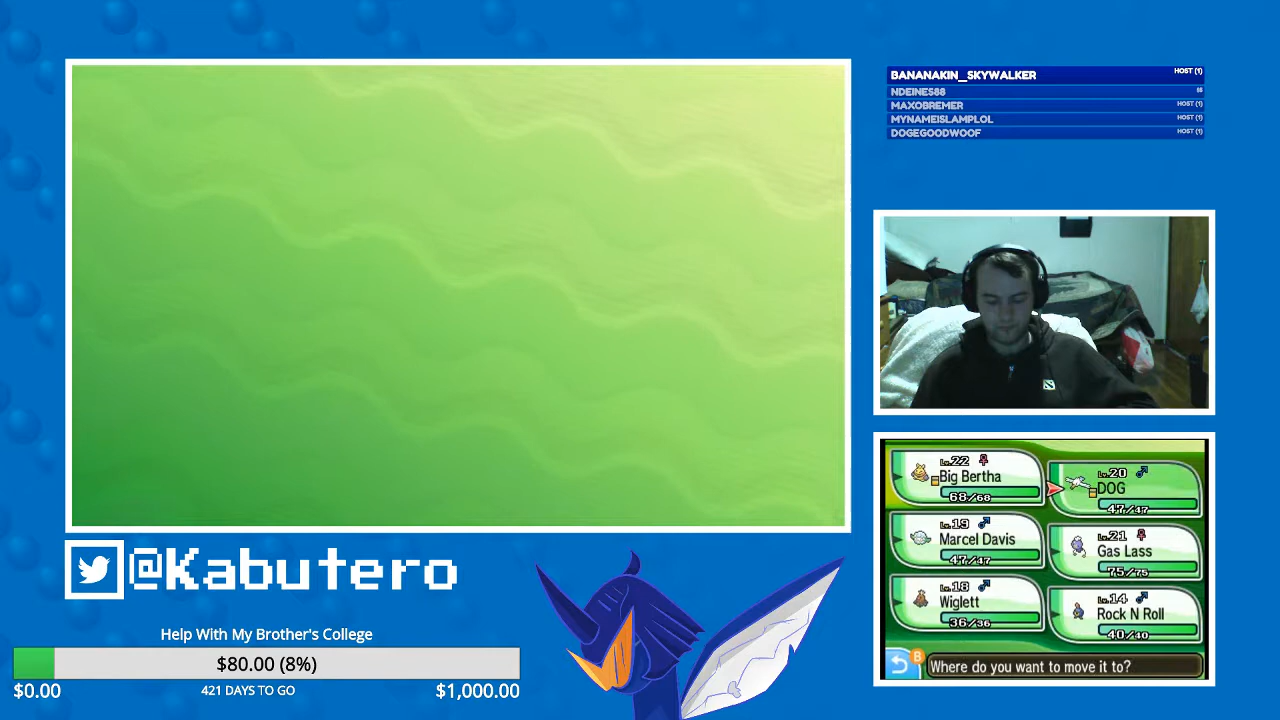 BANANAKIN_SKYWALKER HOST (1)
NDEINES88
MAXOBREMER HOST (1)
MYNAMEISLAMPLOL HOST (1)
DOGEGOODWOOF HOST (1)
Lv.22 ♀
Big Bertha
68/68
Lv.20 ♂
DOG
47/47
Lv.19 ♂
Marcel Davis
47/47
Lv.21 ♀
Gas Lass
75/75
Lv.18 ♂
Wiglett
36/36
Lv.14 ♂
Rock N Roll
40/40
B
Where do you want to move it to?
@Kabutero
Help With My Brother's College
$80.00 (8%)
$0.00 421 DAYS TO GO $1,000.00